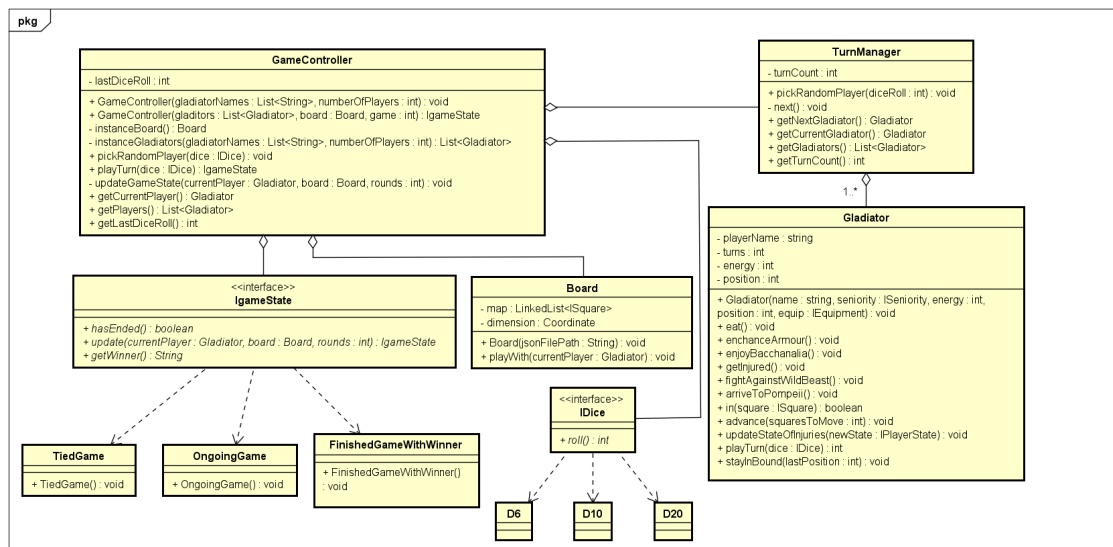 pkg
GameController
- lastDiceRoll : int
+ GameController(gladiatorNames : List<String>, numberOfPlayers : int) : void
+ GameController(gladitors : List<Gladiator>, board : Board, game : int) : IgameState
- instanceBoard() : Board
- instanceGladiators(gladiatorNames : List<String>, numberOfPlayers : int) : List<Gladiator>
+ pickRandomPlayer(dice : IDice) : void
+ playTurn(dice : IDice) : IgameState
- updateGameState(currentPlayer : Gladiator, board : Board, rounds : int) : void
+ getCurrentPlayer() : Gladiator
+ getPlayers() : List<Gladiator>
+ getLastDiceRoll() : int
TurnManager
- turnCount : int
+ pickRandomPlayer(diceRoll : int) : void
- next() : void
+ getNextGladiator() : Gladiator
+ getCurrentGladiator() : Gladiator
+ getGladiators() : List<Gladiator>
+ getTurnCount() : int
1..*
Gladiator
- playerName : string
- turns : int
- energy : int
- position : int
+ Gladiator(name : string, seniority : ISeniority, energy : int,
position : int, equip : IEquipment) : void
+ eat() : void
+ enchanceArmour() : void
+ enjoyBacchanalia() : void
+ getInjured() : void
+ fightAgainstWildBeast() : void
+ arriveToPompeii() : void
+ in(square : ISquare) : boolean
+ advance(squaresToMove : int) : void
+ updateStateOfInjuries(newState : IPlayerState) : void
+ playTurn(dice : IDice) : int
+ stayInBound(lastPosition : int) : void
<<interface>>
IgameState
+ hasEnded() : boolean
+ update(currentPlayer : Gladiator, board : Board, rounds : int) : IgameState
+ getWinner() : String
Board
- map : LinkedList<ISquare>
- dimension : Coordinate
+ Board(jsonFilePath : String) : void
+ playWith(currentPlayer : Gladiator) : void
<<interface>>
IDice
+ roll() : int
TiedGame
+ TiedGame() : void
OngoingGame
+ OngoingGame() : void
FinishedGameWithWinner
+ FinishedGameWithWinner()
: void
D6
D10
D20